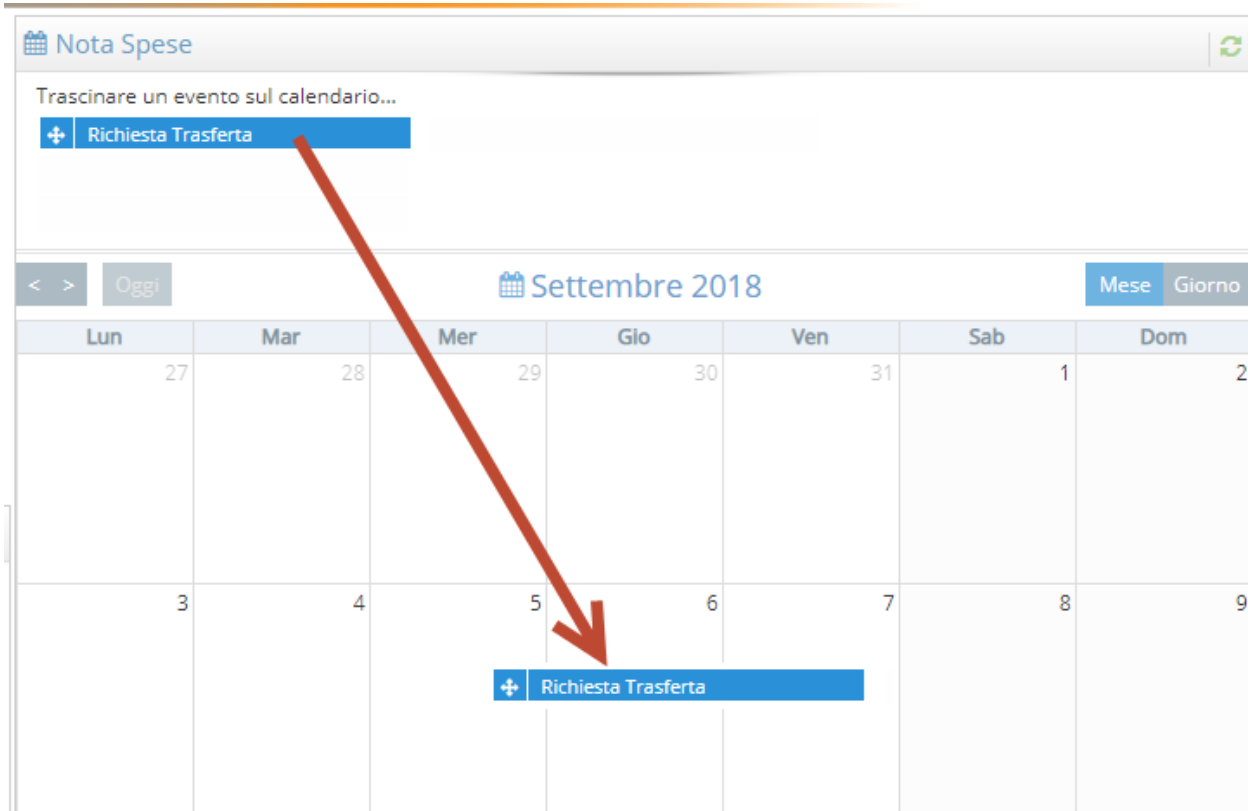 Nota Spese
Trascinare un evento sul calendario...
Richiesta Trasferta
< > Oggi Settembre 2018 Mese Giorno
Lun Mar Mer Gio Ven Sab Dom
27 28 29 30 31 1 2
3 4 5 6 7 8 9
Richiesta Trasferta